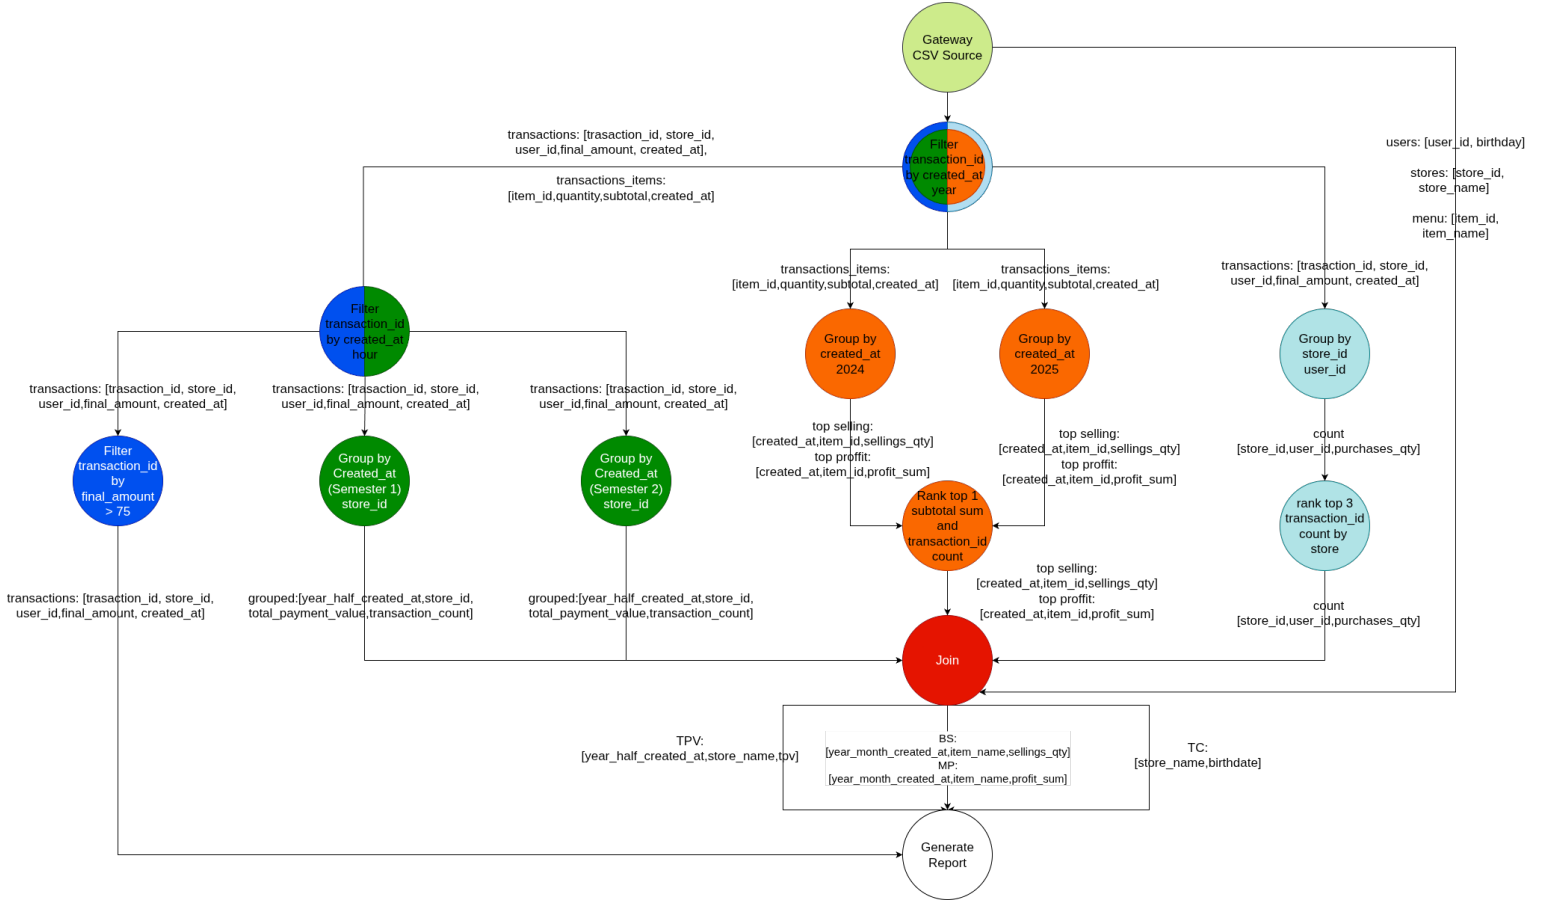 Gateway
CSV Source
transactions: [trasaction_id, store_id,
user_id,final_amount, created_at],
transactions_items:
[item_id,quantity,subtotal,created_at]
Filter
transaction_id
by created_at
year
users: [user_id, birthday]
stores: [store_id,
store_name]
menu: [item_id,
item_name]
transactions_items:
[item_id,quantity,subtotal,created_at]
transactions_items:
[item_id,quantity,subtotal,created_at]
transactions: [trasaction_id, store_id,
user_id,final_amount, created_at]
Filter
transaction_id
by created_at
hour
Group by
created_at
2024
Group by
created_at
2025
Group by
store_id
user_id
transactions: [trasaction_id, store_id,
user_id,final_amount, created_at]
transactions: [trasaction_id, store_id,
user_id,final_amount, created_at]
transactions: [trasaction_id, store_id,
user_id,final_amount, created_at]
top selling:
[created_at,item_id,sellings_qty]
top proffit:
[created_at,item_id,profit_sum]
top selling:
[created_at,item_id,sellings_qty]
top proffit:
[created_at,item_id,profit_sum]
count
[store_id,user_id,purchases_qty]
Filter
transaction_id
by
final_amount
> 75
Group by
Created_at
(Semester 1)
store_id
Group by
Created_at
(Semester 2)
store_id
Rank top 1
subtotal sum
and
transaction_id
count
rank top 3
transaction_id
count by
store
transactions: [trasaction_id, store_id,
user_id,final_amount, created_at]
grouped:[year_half_created_at,store_id,
total_payment_value,transaction_count]
grouped:[year_half_created_at,store_id,
total_payment_value,transaction_count]
top selling:
[created_at,item_id,sellings_qty]
top proffit:
[created_at,item_id,profit_sum]
count
[store_id,user_id,purchases_qty]
Join
TPV:
[year_half_created_at,store_name,tpv]
BS:
[year_month_created_at,item_name,sellings_qty]
MP:
[year_month_created_at,item_name,profit_sum]
TC:
[store_name,birthdate]
Generate
Report